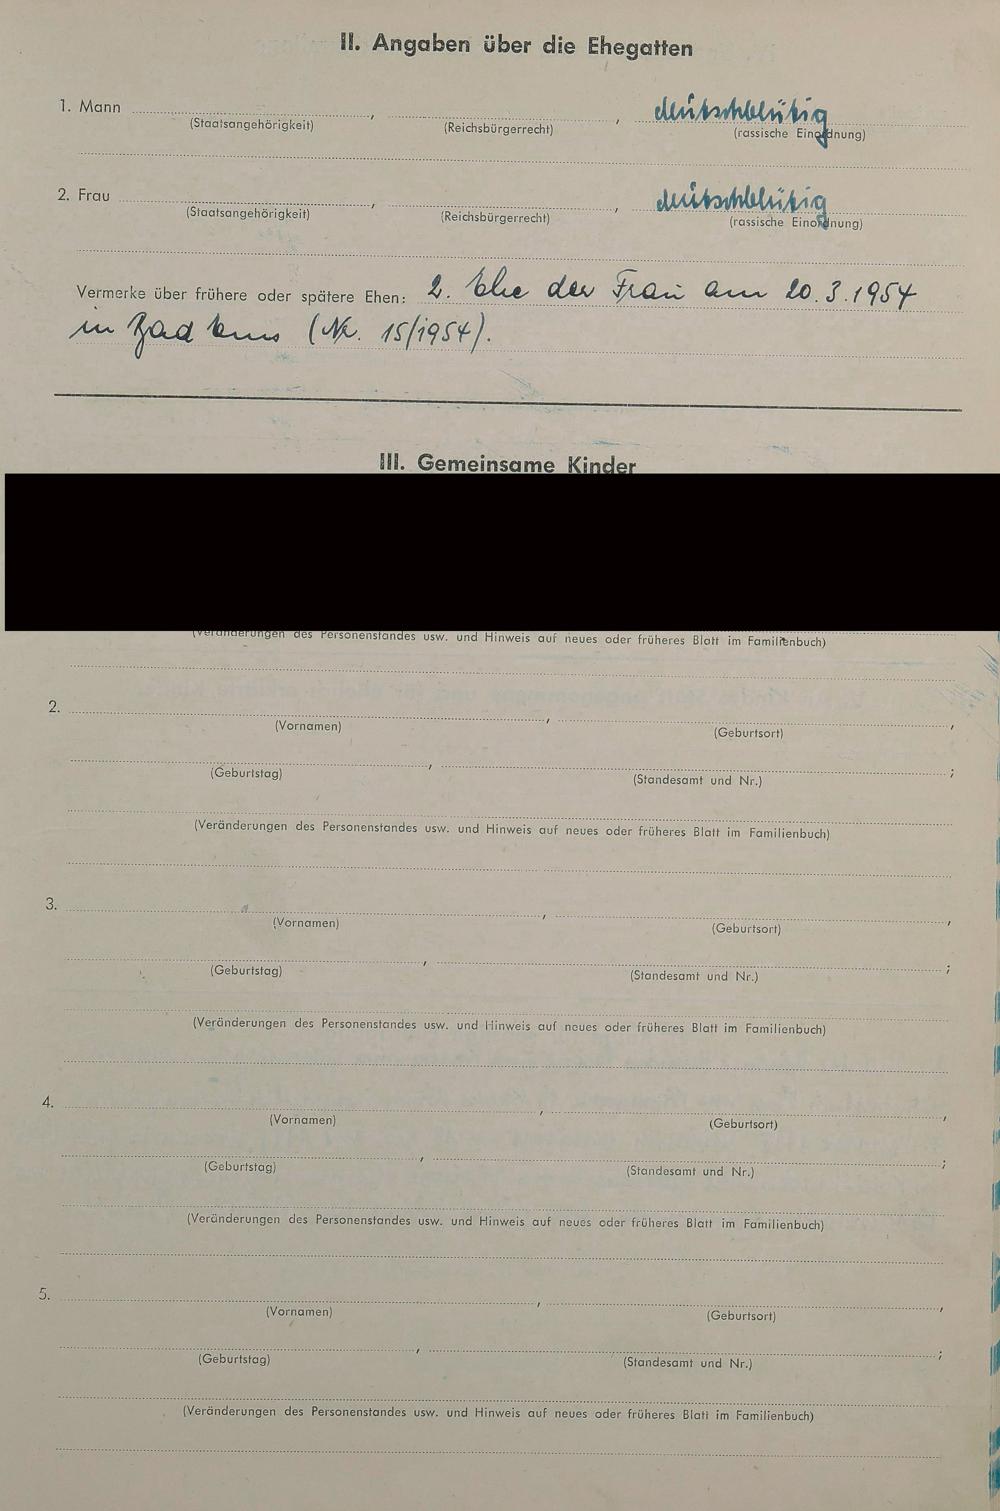 II. Angaben über die Ehegatten
1. Mann , , deutschblütig
(Staatsangehörigkeit) (Reichsbürgerrecht) (rassische Einordnung)
2. Frau , , deutschblütig
(Staatsangehörigkeit) (Reichsbürgerrecht) (rassische Einordnung)
Vermerke über frühere oder spätere Ehen: 2. Ehe der Frau am 20.3.1954
in Bad Ems (Nr. 15/1954).
III. Gemeinsame Kinder
(Veränderungen des Personenstandes usw. und Hinweis auf neues oder früheres Blatt im Familienbuch)
2. , ,
(Vornamen) (Geburtsort)
, ;
(Geburtstag) (Standesamt und Nr.)
(Veränderungen des Personenstandes usw. und Hinweis auf neues oder früheres Blatt im Familienbuch)
3. , ,
(Vornamen) (Geburtsort)
, ;
(Geburtstag) (Standesamt und Nr.)
(Veränderungen des Personenstandes usw. und Hinweis auf neues oder früheres Blatt im Familienbuch)
4. , ,
(Vornamen) (Geburtsort)
, ;
(Geburtstag) (Standesamt und Nr.)
(Veränderungen des Personenstandes usw. und Hinweis auf neues oder früheres Blatt im Familienbuch)
5. , ,
(Vornamen) (Geburtsort)
, ;
(Geburtstag) (Standesamt und Nr.)
(Veränderungen des Personenstandes usw. und Hinweis auf neues oder früheres Blatt im Familienbuch)